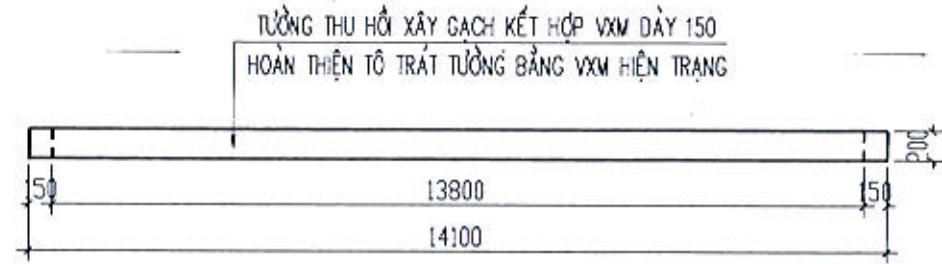 TƯỜNG THU HỒI XÂY GẠCH KẾT HỢP VXM DÀY 150
HOÀN THIỆN TÔ TRÁT TƯỜNG BẰNG VXM HIỆN TRẠNG
200
150 13800 150
14100